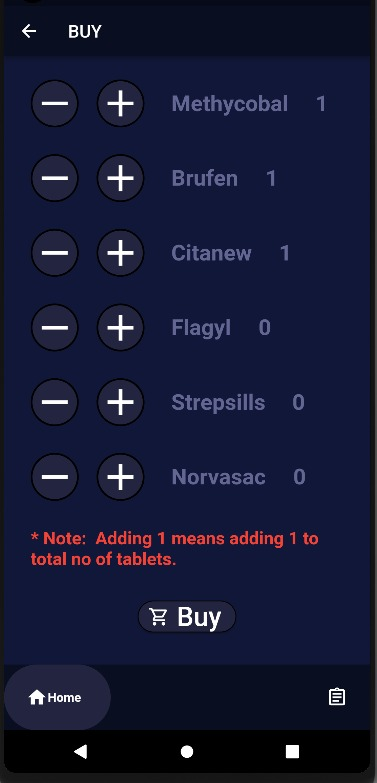 BUY
Methycobal 1
Brufen 1
Citanew 1
Flagyl 0
Strepsills 0
Norvasac 0
* Note: Adding 1 means adding 1 to
total no of tablets.
Buy
Home